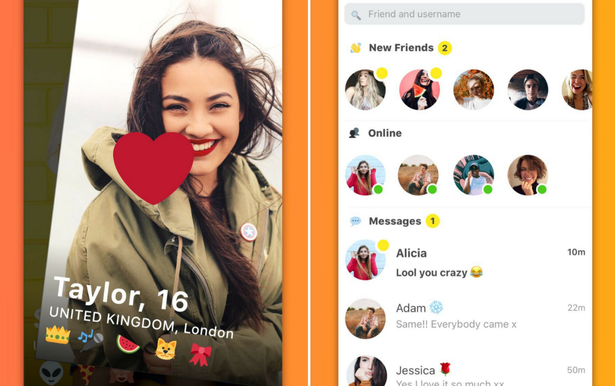 Taylor, 16
UNITED KINGDOM, London
Friend and username
New Friends 2
Online
Messages 1
Alicia
10m
Lool you crazy 😂
Adam ❄️
22m
Same!! Everybody came x
Jessica 🌹
50m
Yes I love it so much xx